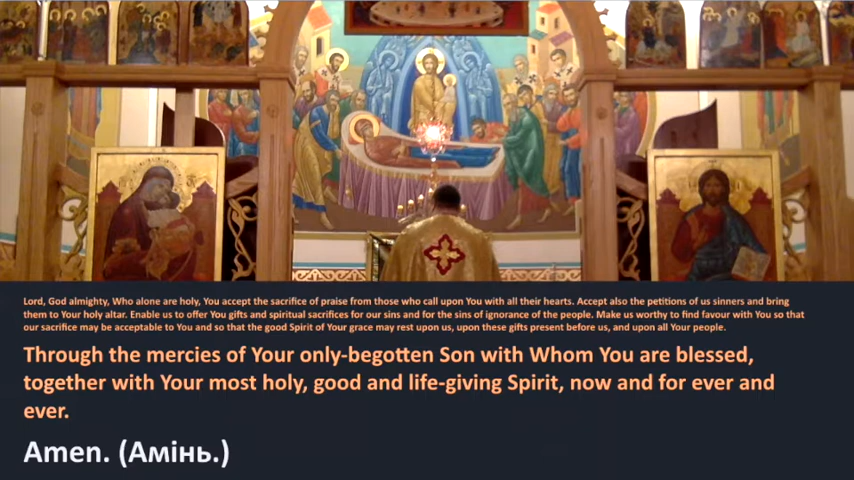 Lord, God almighty, Who alone are holy, You accept the sacrifice of praise from those who call upon You with all their hearts. Accept also the petitions of us sinners and bring
them to Your holy altar. Enable us to offer You gifts and spiritual sacrifices for our sins and for the sins of ignorance of the people. Make us worthy to find favour with You so that
our sacrifice may be acceptable to You and so that the good Spirit of Your grace may rest upon us, upon these gifts present before us, and upon all Your people.
Through the mercies of Your only-begotten Son with Whom You are blessed,
together with Your most holy, good and life-giving Spirit, now and for ever and
ever.
Amen. (Амінь.)